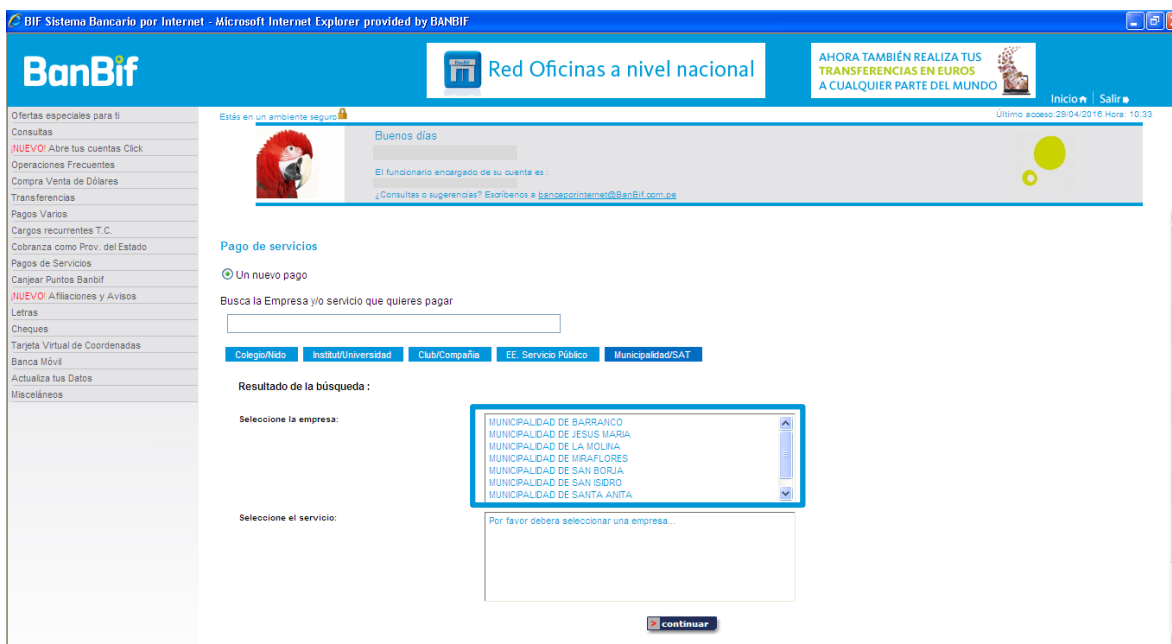 BIF Sistema Bancario por Internet - Microsoft Internet Explorer provided by BANBIF
BanBif
BanBif
Red Oficinas a nivel nacional
AHORA TAMBIÉN REALIZA TUS
TRANSFERENCIAS EN EUROS
A CUALQUIER PARTE DEL MUNDO
Inicio Salir
Ofertas especiales para ti
Consultas
¡NUEVO! Abre tus cuentas Click
Operaciones Frecuentes
Compra Venta de Dólares
Transferencias
Pagos Varios
Cargos recurrentes T.C.
Cobranza como Prov. del Estado
Pagos de Servicios
Canjear Puntos Banbif
¡NUEVO! Afiliaciones y Avisos
Letras
Cheques
Tarjeta Virtual de Coordenadas
Banca Móvil
Actualiza tus Datos
Misceláneos
Estás en un ambiente seguro
Último acceso:29/04/2016 Hora: 10:33
Buenos días
El funcionario encargado de su cuenta es :
¿Consultas o sugerencias? Escríbenos a bancaporinternet@BanBif.com.pe
Pago de servicios
Un nuevo pago
Busca la Empresa y/o servicio que quieres pagar
Colegio/Nido Institut/Universidad Club/Compañia EE. Servicio Público Municipalidad/SAT
Resultado de la búsqueda :
Seleccione la empresa:
MUNICIPALIDAD DE BARRANCO
MUNICIPALIDAD DE JESUS MARIA
MUNICIPALIDAD DE LA MOLINA
MUNICIPALIDAD DE MIRAFLORES
MUNICIPALIDAD DE SAN BORJA
MUNICIPALIDAD DE SAN ISIDRO
MUNICIPALIDAD DE SANTA ANITA
Seleccione el servicio:
Por favor debera seleccionar una empresa...
continuar